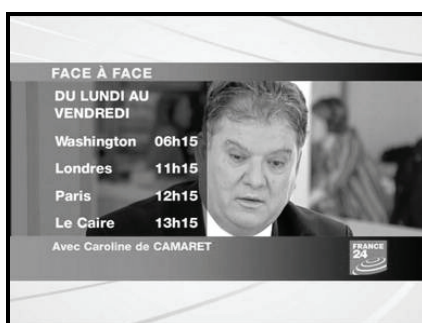 FACE À FACE
DU LUNDI AU
VENDREDI
Washington 06h15
Londres 11h15
Paris 12h15
Le Caire 13h15
Avec Caroline de CAMARET
FRANCE
24